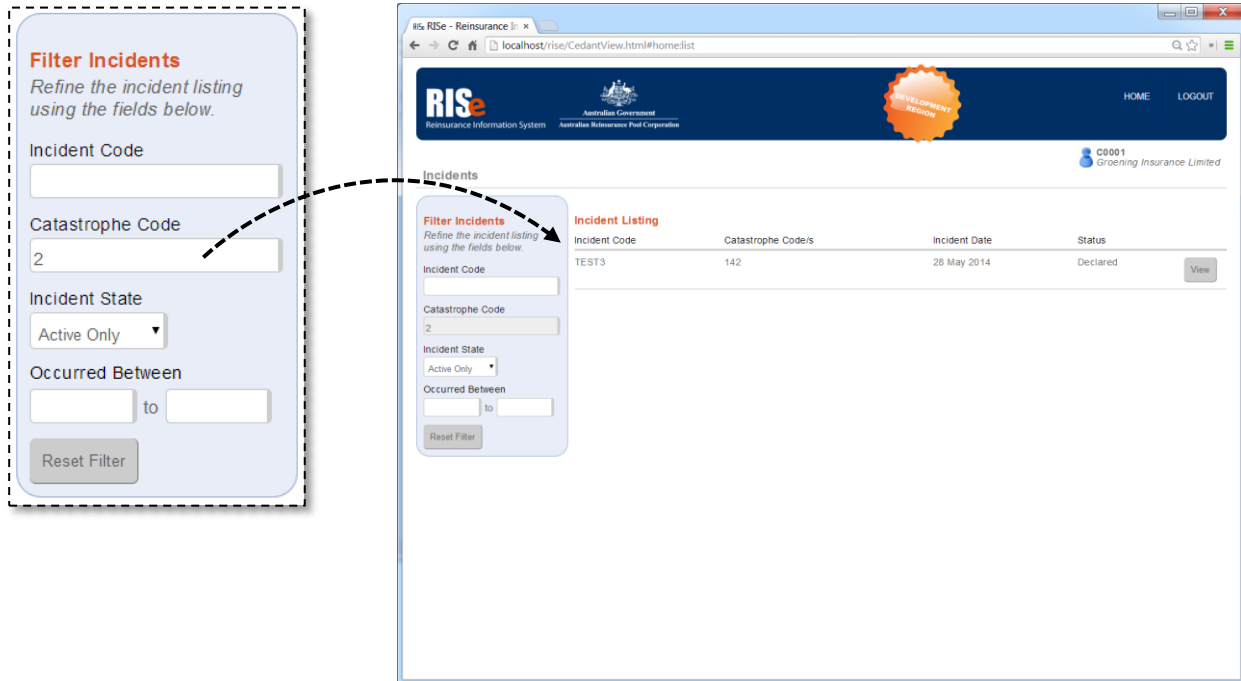 Filter Incidents
Refine the incident listing
using the fields below.
Incident Code
Catastrophe Code
2
Incident State
Active Only
Occurred Between
to
Reset Filter
RISe RISe - Reinsurance In ×
localhost/rise/CedantView.html#home:list
RISe
Reinsurance Information System
Australian Government
Australian Reinsurance Pool Corporation
DEVELOPMENT
REGION
HOME LOGOUT
C0001
Groening Insurance Limited
Incidents
Filter Incidents
Refine the incident listing
using the fields below.
Incident Code
Catastrophe Code
2
Incident State
Active Only
Occurred Between
to
Reset Filter
Incident Listing
Incident Code Catastrophe Code/s Incident Date Status
TEST3 142 28 May 2014 Declared View